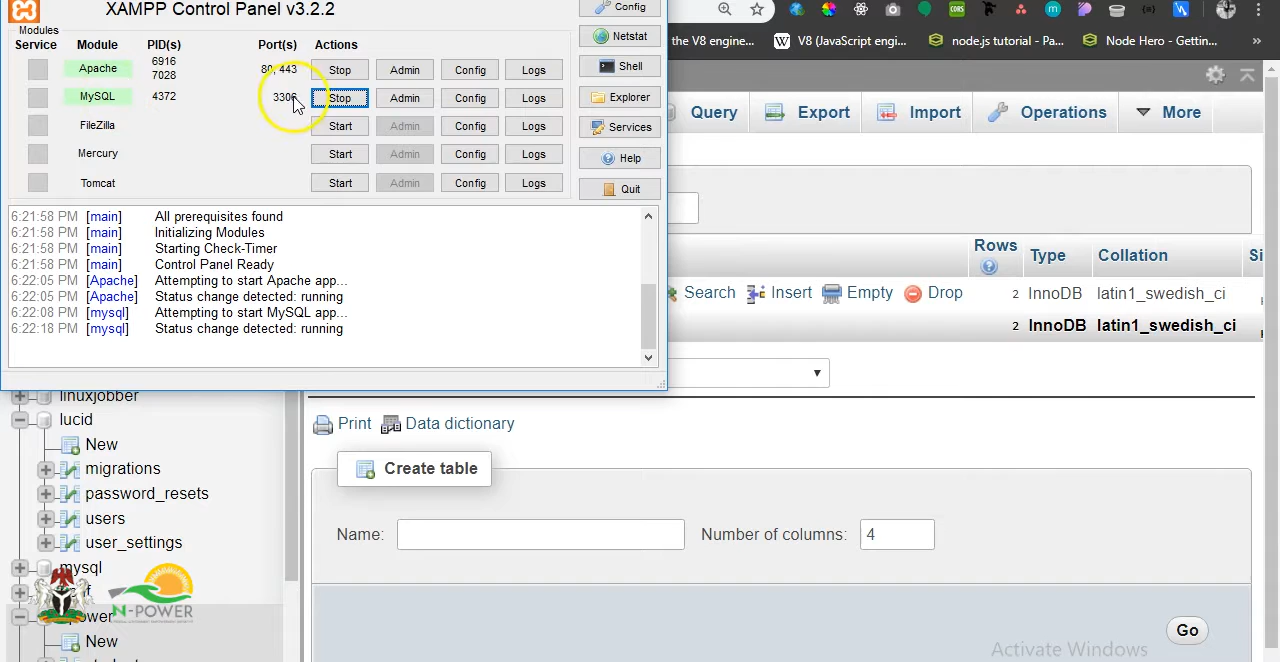 XAMPP Control Panel v3.2.2
Modules
Service Module PID(s) Port(s) Actions
Apache 6916 7028 80, 443 Stop Admin Config Logs
MySQL 4372 3306 Stop Admin Config Logs
FileZilla Start Admin Config Logs
Mercury Start Admin Config Logs
Tomcat Start Admin Config Logs
Config
Netstat
Shell
Explorer
Services
Help
Quit
6:21:58 PM [main] All prerequisites found
6:21:58 PM [main] Initializing Modules
6:21:58 PM [main] Starting Check-Timer
6:21:58 PM [main] Control Panel Ready
6:22:05 PM [Apache] Attempting to start Apache app...
6:22:05 PM [Apache] Status change detected: running
6:22:08 PM [mysql] Attempting to start MySQL app...
6:22:18 PM [mysql] Status change detected: running
CORS
the V8 engine... V8 (JavaScript engi... node.js tutorial - Pa... Node Hero - Gettin... »
Query Export Import Operations More
Rows Type Collation Si
Search Insert Empty Drop 2 InnoDB latin1_swedish_ci
2 InnoDB latin1_swedish_ci
linuxjobber
lucid
New
migrations
password_resets
users
user_settings
mysql
New
N-POWER
Print Data dictionary
Create table
Name: Number of columns: 4
Go
Activate Windows